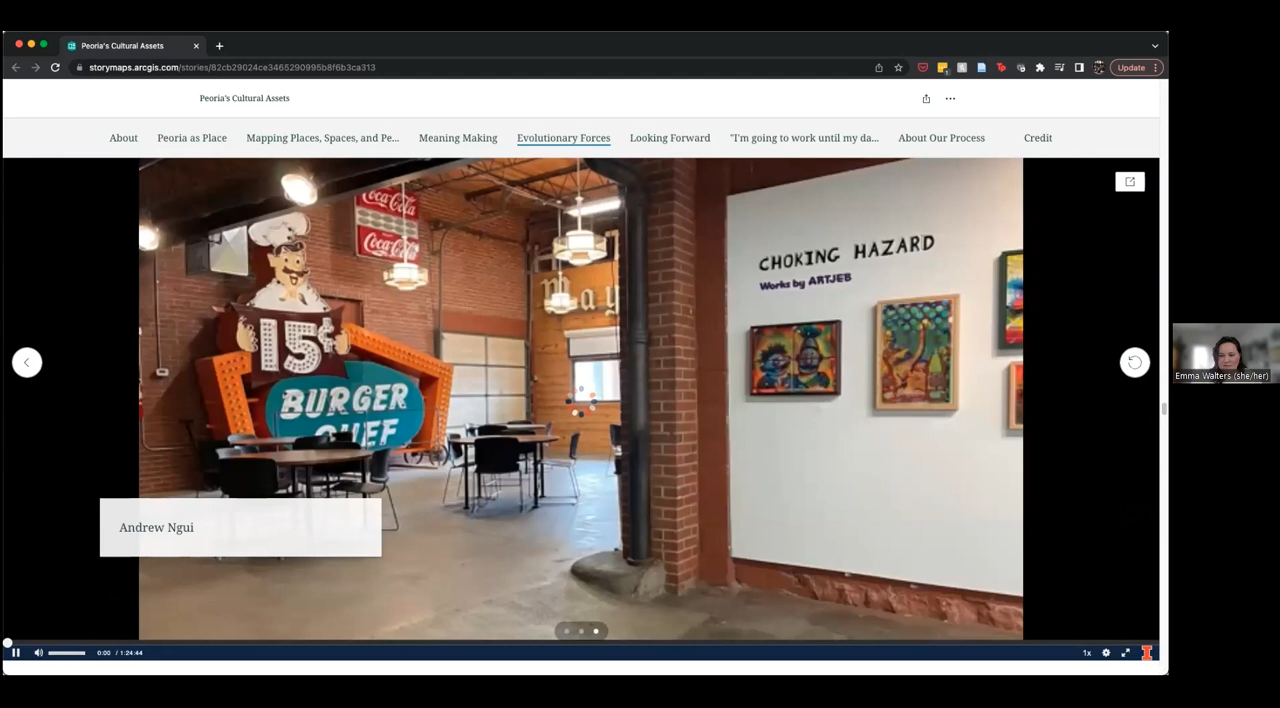 Peoria's Cultural Assets
storymaps.arcgis.com/stories/82cb29024ce3465290995b8f6b3ca313
Update
Peoria's Cultural Assets
About
Peoria as Place
Mapping Places, Spaces, and Pe...
Meaning Making
Evolutionary Forces
Looking Forward
"I'm going to work until my da...
About Our Process
Credit
Coca-Cola
Coca-Cola
15¢
BURGER
CHEF
May
CHOKING HAZARD
Works by ARTJEB
Andrew Ngui
Emma Walters (she/her)
0:00 / 1:24:44
1x